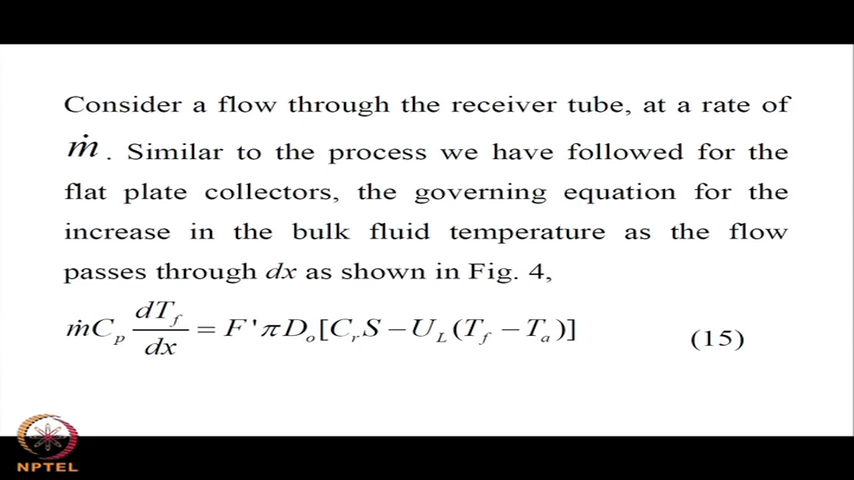 Consider a flow through the receiver tube, at a rate of
ṁ. Similar to the process we have followed for the
flat plate collectors, the governing equation for the
increase in the bulk fluid temperature as the flow
passes through dx as shown in Fig. 4,
ṁC_p dT_f/dx = F'πD_o[C_rS − U_L(T_f − T_a)] (15)
NPTEL